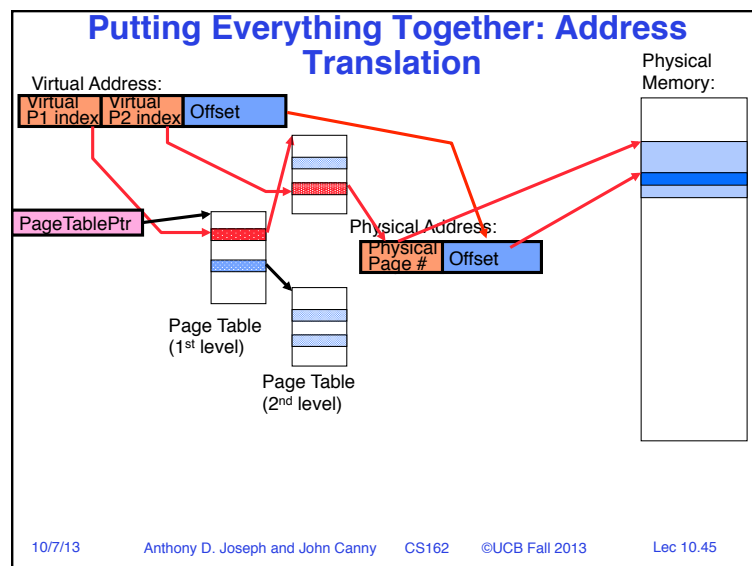 Putting Everything Together: Address
Translation
Virtual Address:
Virtual
P1 index
Virtual
P2 index
Offset
Physical
Memory:
PageTablePtr
Physical Address:
Physical
Page #
Offset
Page Table
(1st level)
Page Table
(2nd level)
10/7/13
Anthony D. Joseph and John Canny
CS162
©UCB Fall 2013
Lec 10.45